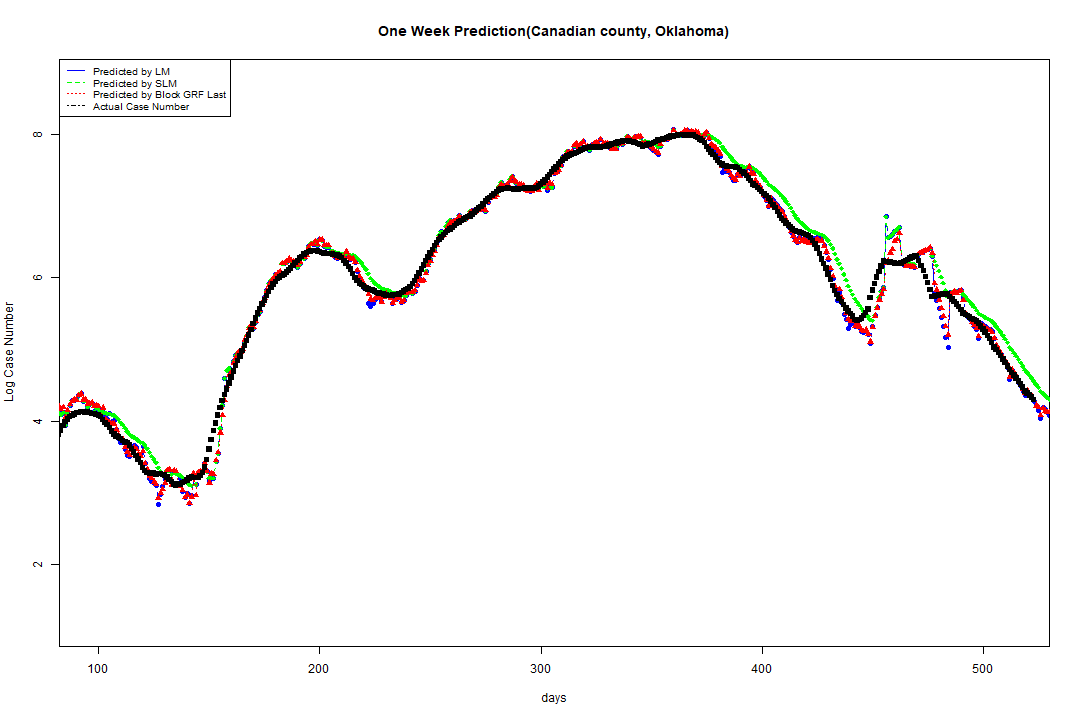 One Week Prediction(Canadian county, Oklahoma)
Predicted by LM
Predicted by SLM
Predicted by Block GRF Last
Actual Case Number
8
6
4
2
Log Case Number
100 200 300 400 500
days